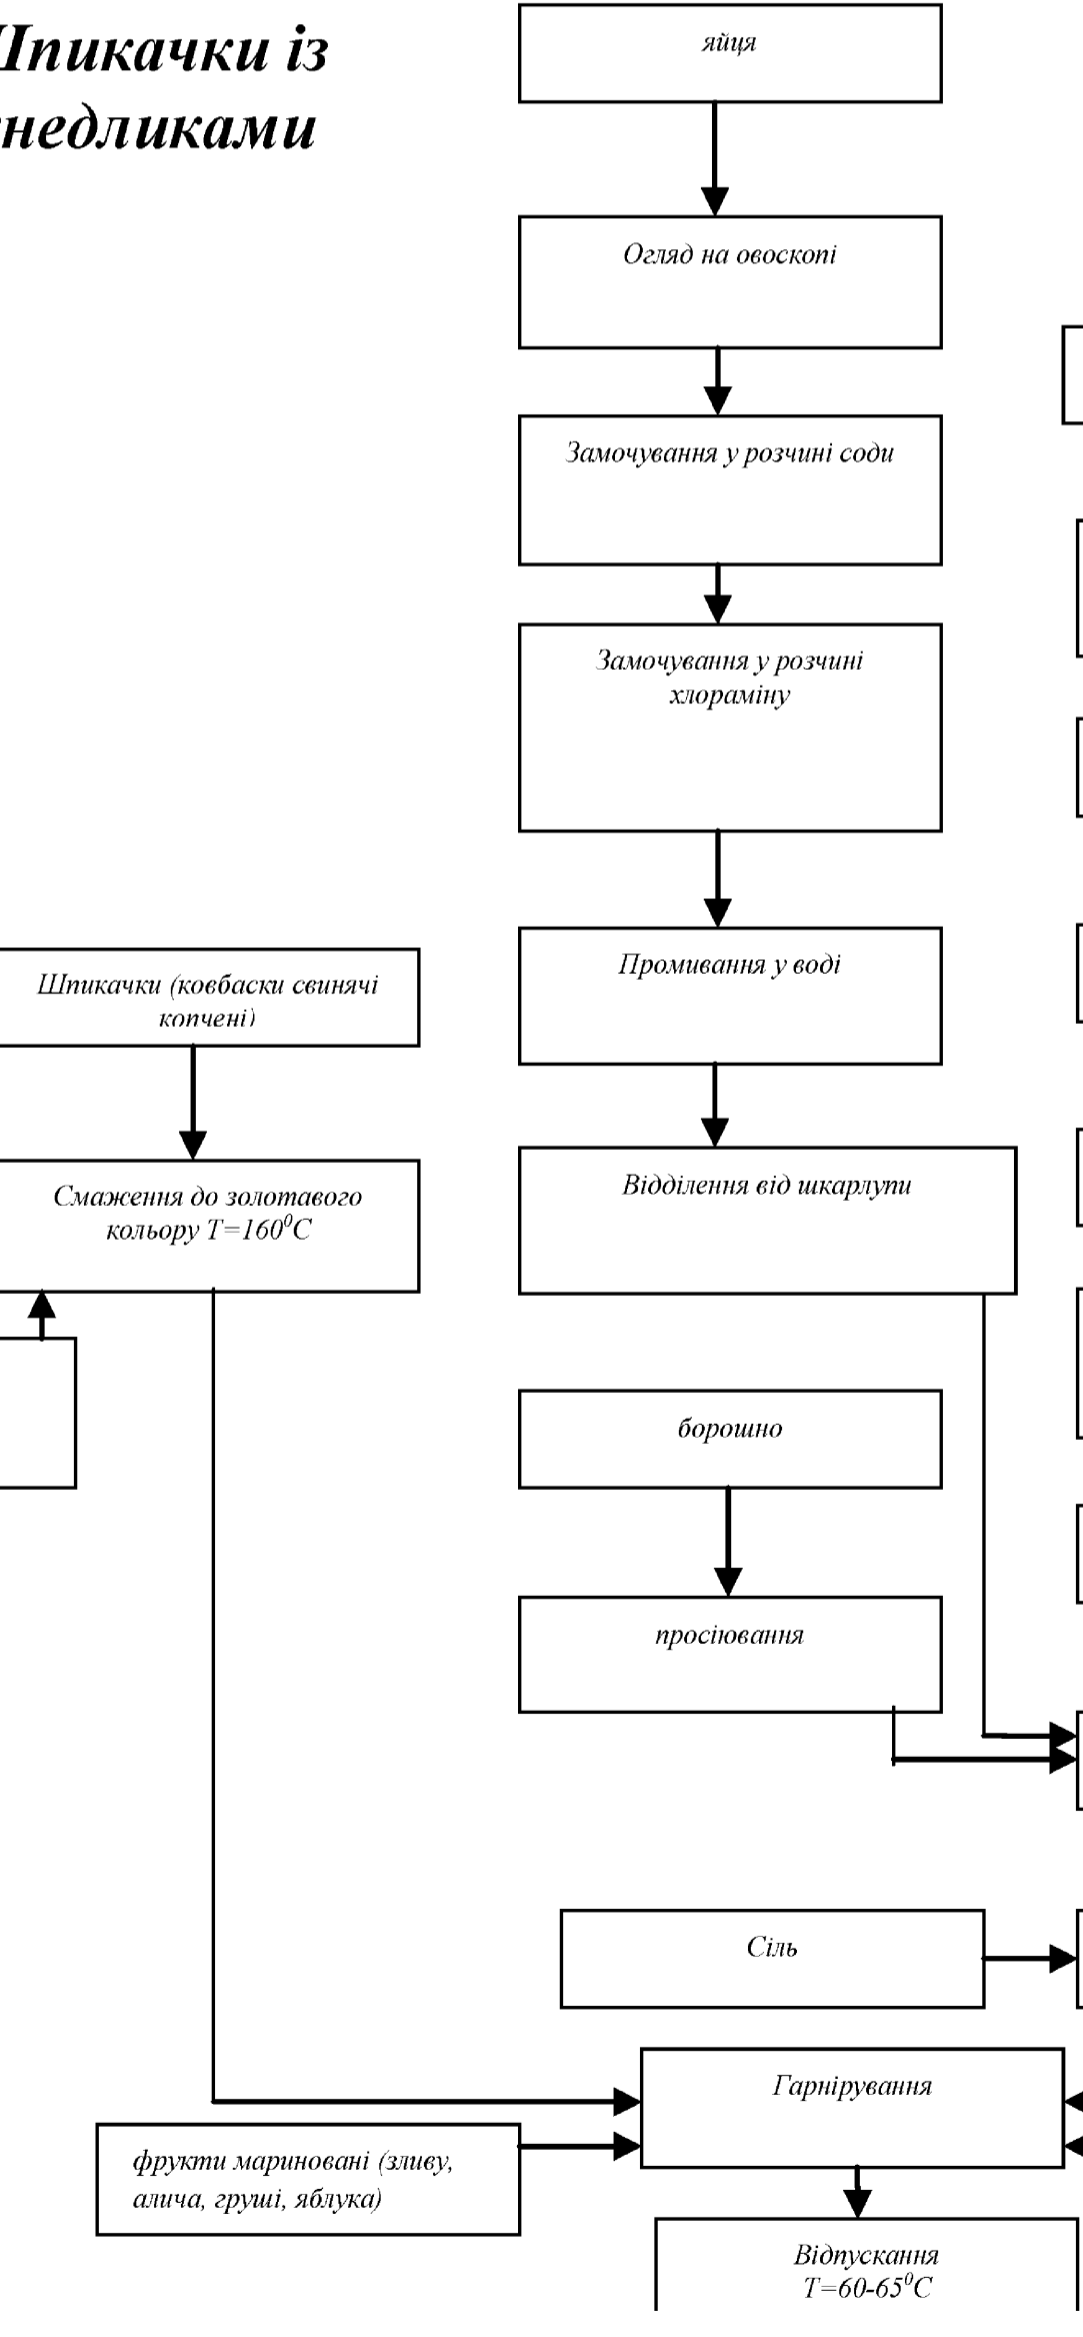 Шпикачки із
кнедликами
яйця
Огляд на овоскопі
Замочування у розчині соди
Замочування у розчині
хлораміну
Промивання у воді
Шпикачки (ковбаски свинячі
копчені)
Відділення від шкарлупи
Смаження до золотавого
кольору Т=160⁰С
борошно
просіювання
Сіль
Гарнірування
фрукти мариновані (зливу,
алича, груші, яблука)
Відпускання
Т=60-65⁰С